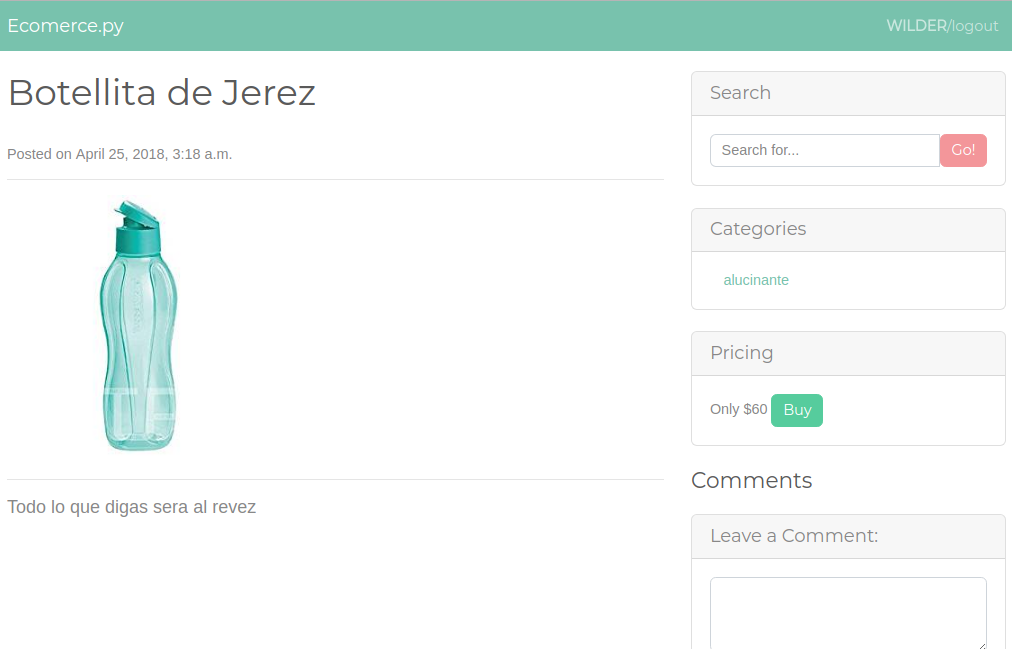 Ecomerce.py
WILDER/logout
Botellita de Jerez
Posted on April 25, 2018, 3:18 a.m.
Todo lo que digas sera al revez
Search
Search for...
Go!
Categories
alucinante
Pricing
Only $60 Buy
Comments
Leave a Comment: